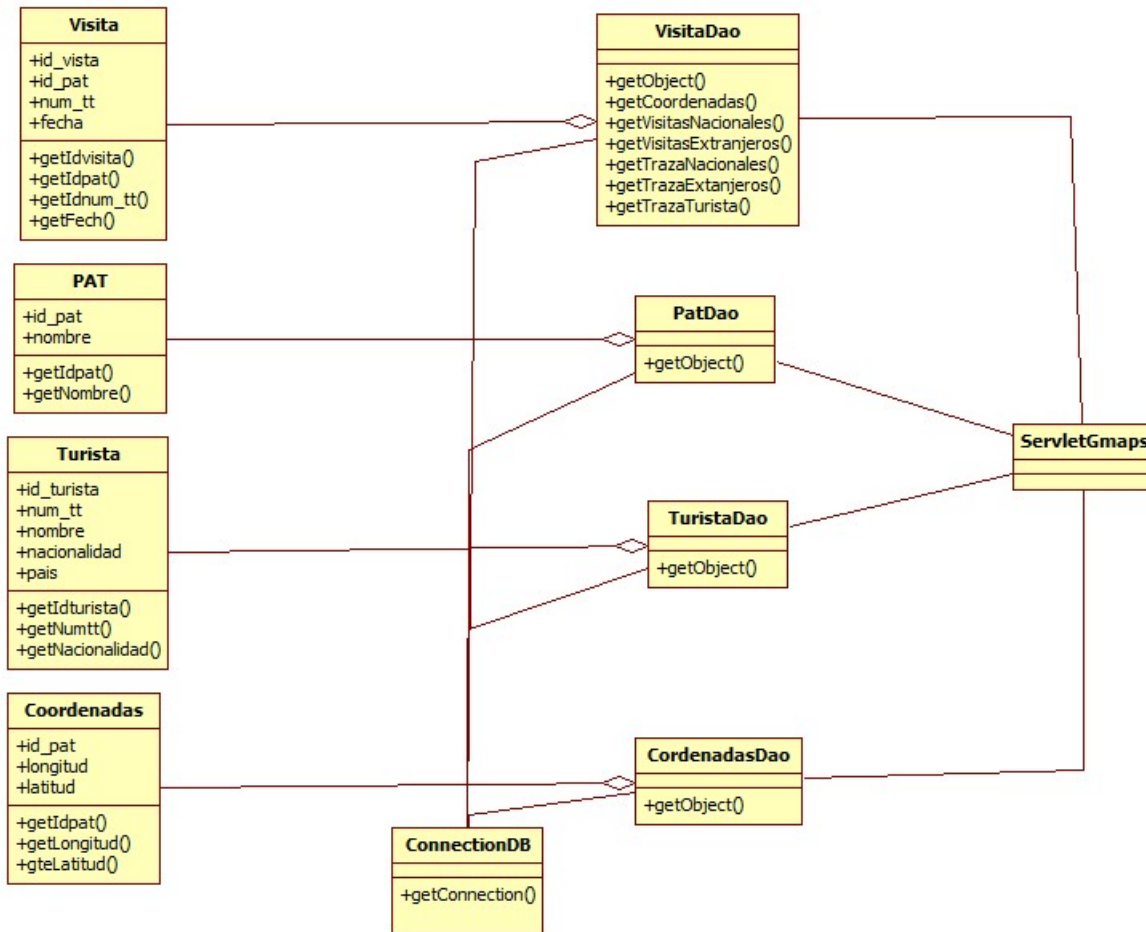 Visita
+id_vista
+id_pat
+num_tt
+fecha
+getIdvisita()
+getIdpat()
+getIdnum_tt()
+getFech()
VisitaDao
+getObject()
+getCoordenadas()
+getVisitasNacionales()
+getVisitasExtranjeros()
+getTrazaNacionales()
+getTrazaExtanjeros()
+getTrazaTurista()
PAT
+id_pat
+nombre
+getIdpat()
+getNombre()
PatDao
+getObject()
ServletGmaps
Turista
+id_turista
+num_tt
+nombre
+nacionalidad
+pais
+getIdturista()
+getNumtt()
+getNacionalidad()
TuristaDao
+getObject()
Coordenadas
+id_pat
+longitud
+latitud
+getIdpat()
+getLongitud()
+gteLatitud()
CordenadasDao
+getObject()
ConnectionDB
+getConnection()